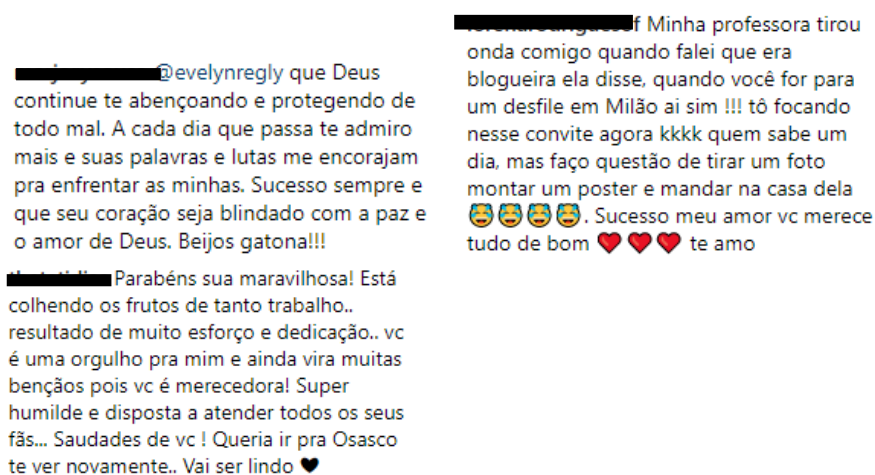 @evelynregly que Deus
continue te abençoando e protegendo de
todo mal. A cada dia que passa te admiro
mais e suas palavras e lutas me encorajam
pra enfrentar as minhas. Sucesso sempre e
que seu coração seja blindado com a paz e
o amor de Deus. Beijos gatona!!!
Parabéns sua maravilhosa! Está
colhendo os frutos de tanto trabalho..
resultado de muito esforço e dedicação.. vc
é uma orgulho pra mim e ainda vira muitas
bençãos pois vc é merecedora! Super
humilde e disposta a atender todos os seus
fãs... Saudades de vc ! Queria ir pra Osasco
te ver novamente.. Vai ser lindo 🖤
Minha professora tirou
onda comigo quando falei que era
blogueira ela disse, quando você for para
um desfile em Milão ai sim !!! tô focando
nesse convite agora kkkk quem sabe um
dia, mas faço questão de tirar um foto
montar um poster e mandar na casa dela
😹😹😹😹. Sucesso meu amor vc merece
tudo de bom ❤️❤️❤️ te amo